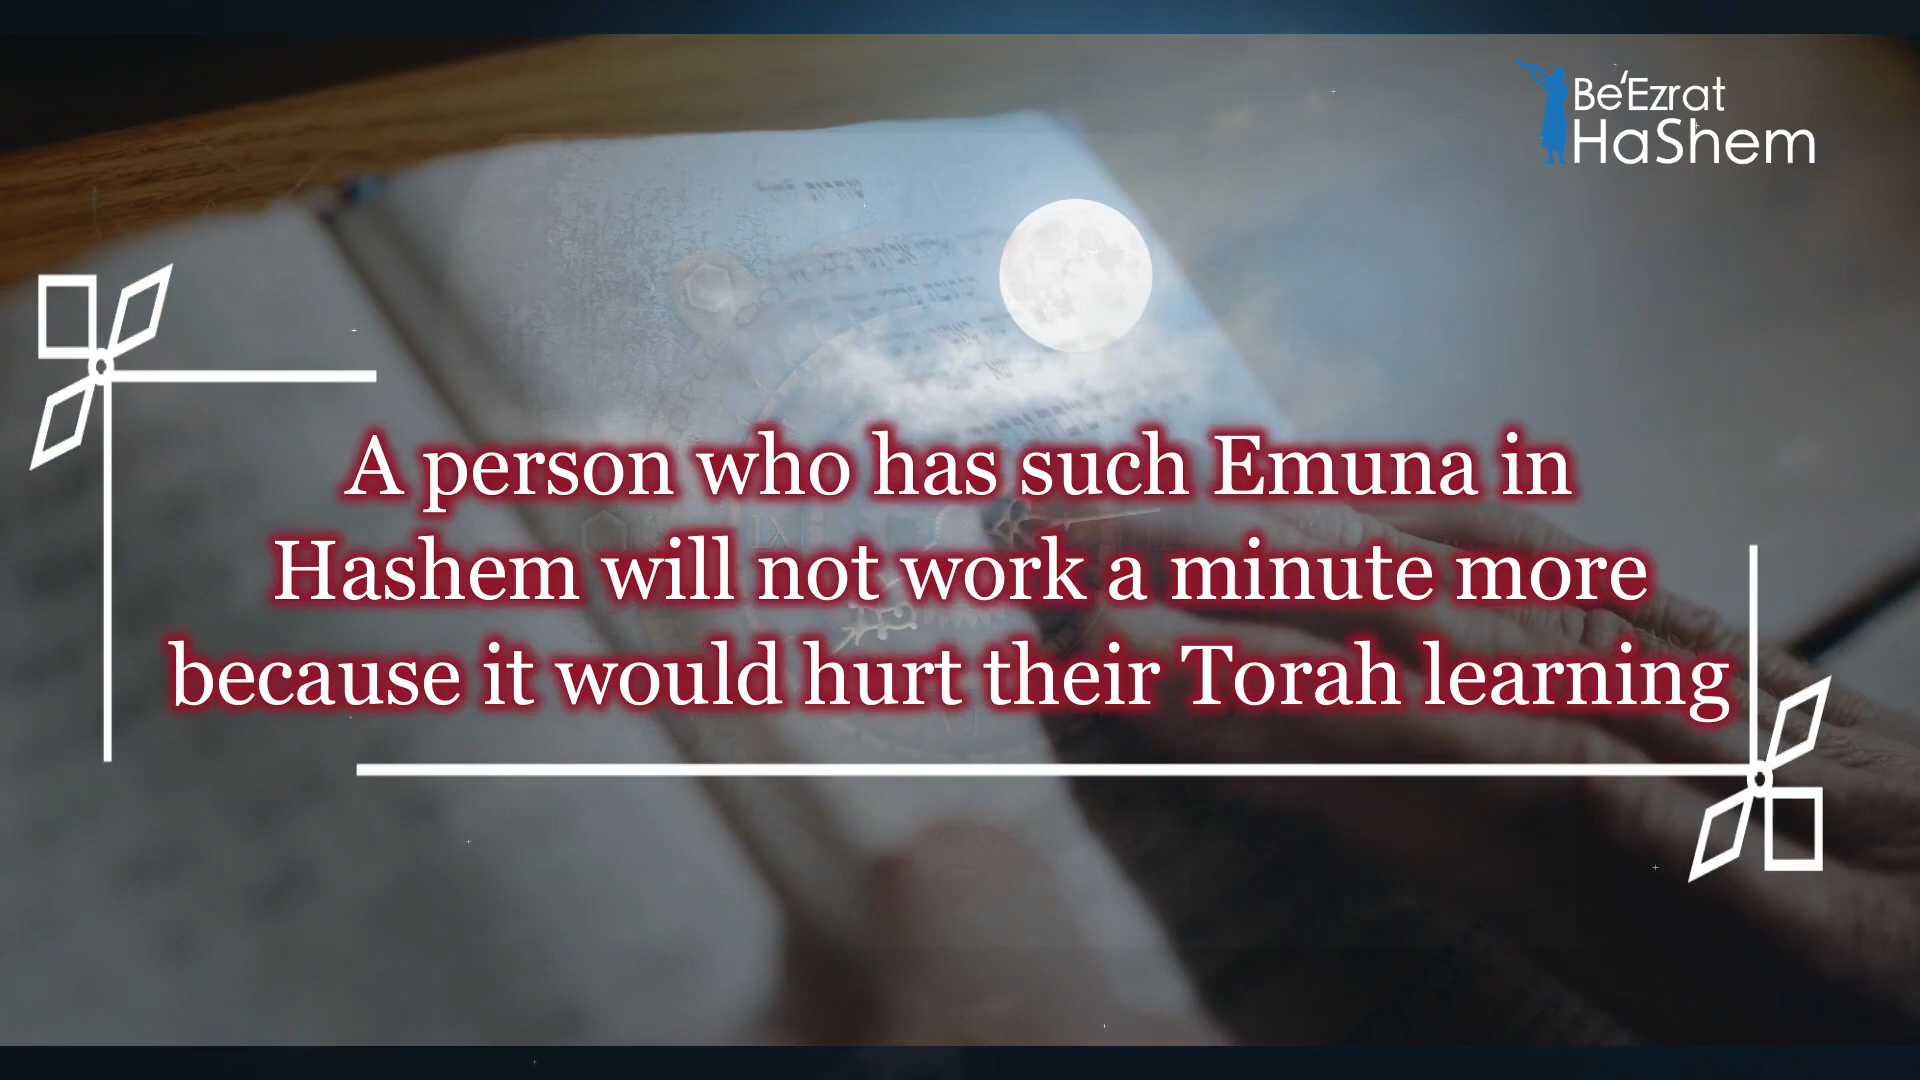 Be'Ezrat
HaShem
A person who has such Emuna in
Hashem will not work a minute more
because it would hurt their Torah learning